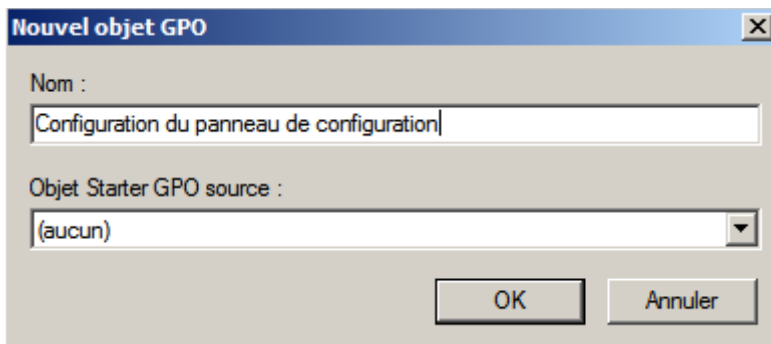 Nouvel objet GPO
Nom :
Configuration du panneau de configuration
Objet Starter GPO source :
(aucun)
OK
Annuler